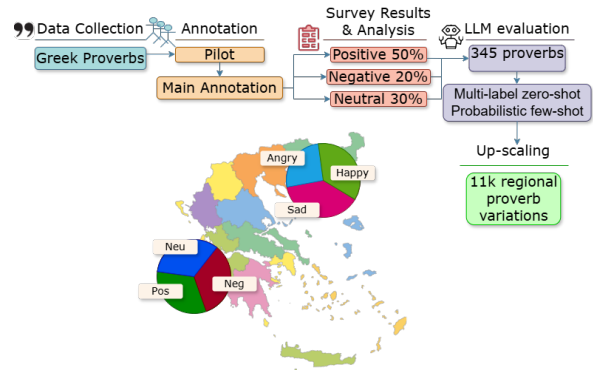 Data Collection
Annotation
Survey Results
& Analysis
LLM evaluation
Greek Proverbs
Pilot
Main Annotation
Positive 50%
Negative 20%
Neutral 30%
345 proverbs
Multi-label zero-shot
Probabilistic few-shot
Up-scaling
11k regional
proverb
variations
Angry
Happy
Sad
Neu
Neg
Pos